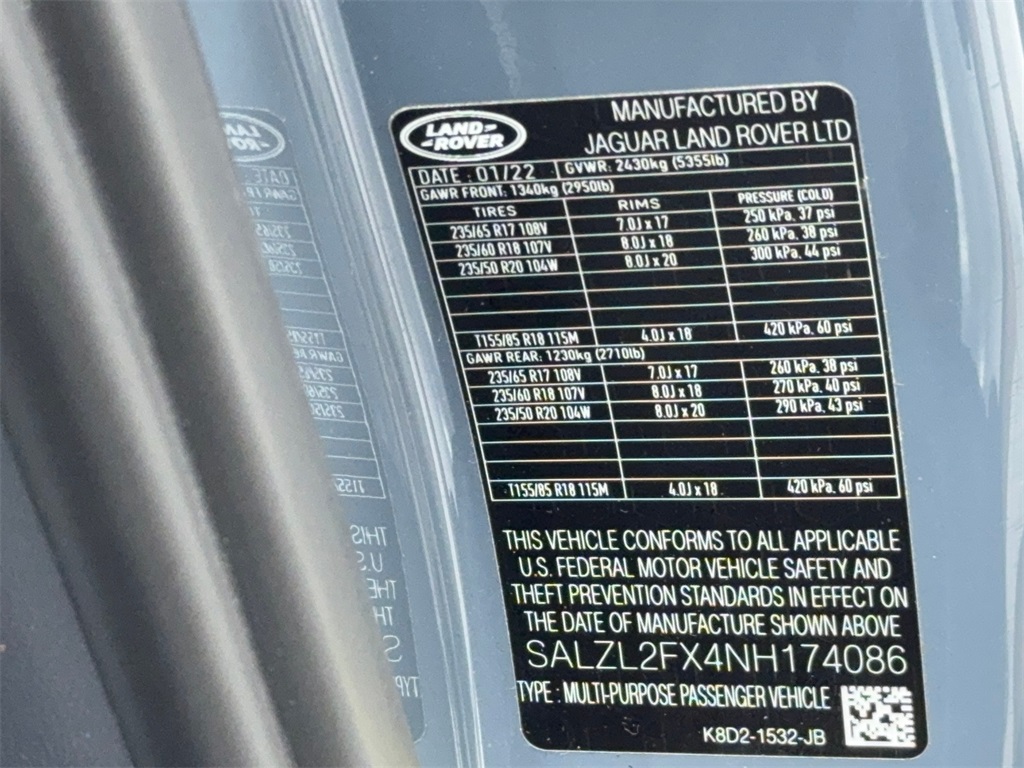 LAND-
-ROVER
MANUFACTURED BY
JAGUAR LAND ROVER LTD
DATE : 01/22 GVWR: 2430kg (5355lb)
GAWR FRONT: 1340kg (2950lb)
TIRES RIMS PRESSURE (COLD)
235/65 R17 108V 7.0J x 17 250 kPa, 37 psi
235/60 R18 107V 8.0J x 18 260 kPa, 38 psi
235/50 R20 104W 8.0J x 20 300 kPa, 44 psi
T155/85 R18 115M 4.0J x 18 420 kPa, 60 psi
GAWR REAR: 1230kg (2710lb)
235/65 R17 108V 7.0J x 17 260 kPa, 38 psi
235/60 R18 107V 8.0J x 18 270 kPa, 40 psi
235/50 R20 104W 8.0J x 20 290 kPa, 43 psi
T155/85 R18 115M 4.0J x 18 420 kPa, 60 psi
THIS VEHICLE CONFORMS TO ALL APPLICABLE
U.S. FEDERAL MOTOR VEHICLE SAFETY AND
THEFT PREVENTION STANDARDS IN EFFECT ON
THE DATE OF MANUFACTURE SHOWN ABOVE
SALZL2FX4NH174086
TYPE : MULTI-PURPOSE PASSENGER VEHICLE
K8D2-1532-JB